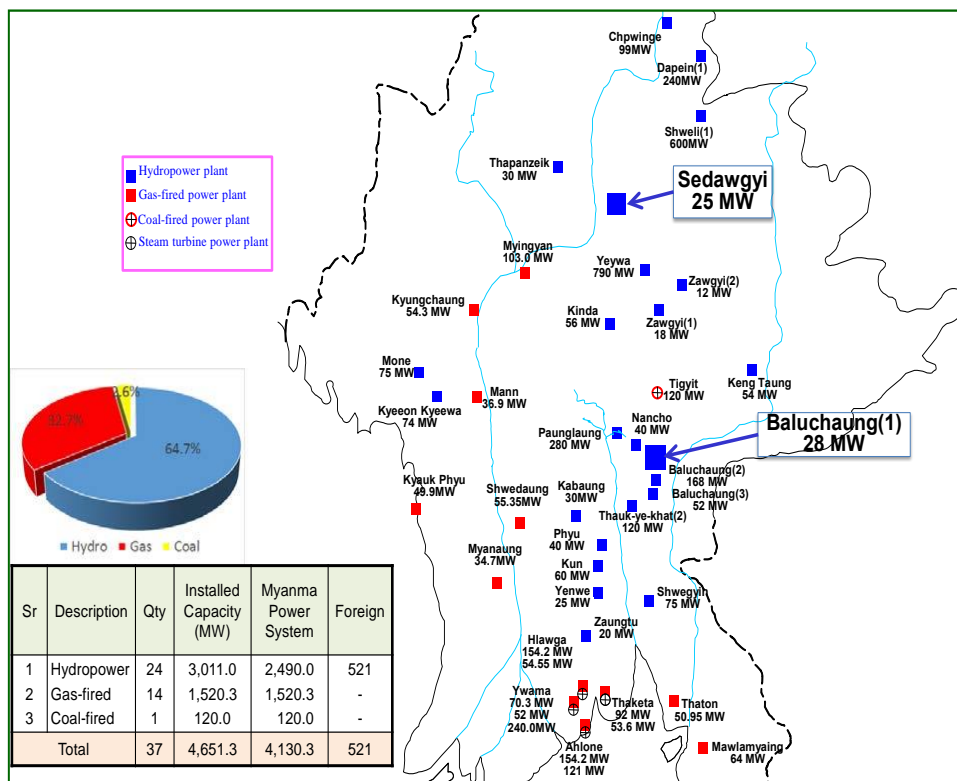 Chpwinge
99MW
Dapein(1)
240MW
Shweli(1)
600MW
Thapanzeik
30 MW
Hydropower plant
Gas-fired power plant
Coal-fired power plant
Steam turbine power plant
Sedawgyi
25 MW
Myingyan
103.0 MW
Yeywa
790 MW
Zawgyi(2)
12 MW
Kyungchaung
54.3 MW
Kinda
56 MW
Zawgyi(1)
18 MW
Mone
75 MW
Kyeeon Kyeewa
74 MW
Mann
36.9 MW
Tigyit
120 MW
Keng Taung
54 MW
Nancho
40 MW
Paunglaung
280 MW
Baluchaung(1)
28 MW
Baluchaung(2)
168 MW
Baluchaung(3)
52 MW
Kyauk Phyu
49.9MW
Shwedaung
55.35MW
Kabaung
30MW
Thauk-ye-khat(2)
120 MW
Phyu
40 MW
Myanaung
34.7MW
Kun
60 MW
Yenwe
25 MW
Shwegyin
75 MW
Zaungtu
20 MW
Hlawga
154.2 MW
54.55 MW
Ywama
70.3 MW
52 MW
240.0MW
Thaketa
92 MW
53.6 MW
Thaton
50.95 MW
Ahlone
154.2 MW
121 MW
Mawlamyaing
64 MW
2.6%
32.7%
64.7%
Hydro Gas Coal
Sr Description Qty Installed Capacity (MW) Myanma Power System Foreign
1 Hydropower 24 3,011.0 2,490.0 521
2 Gas-fired 14 1,520.3 1,520.3 -
3 Coal-fired 1 120.0 120.0 -
Total 37 4,651.3 4,130.3 521